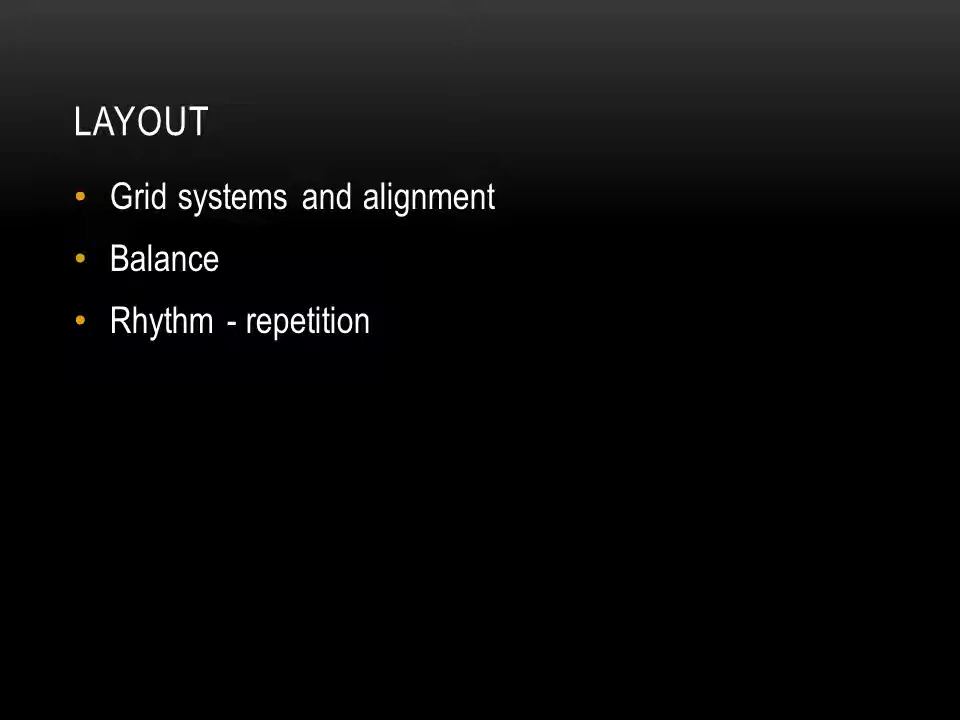 LAYOUT
• Grid systems and alignment
• Balance
• Rhythm - repetition